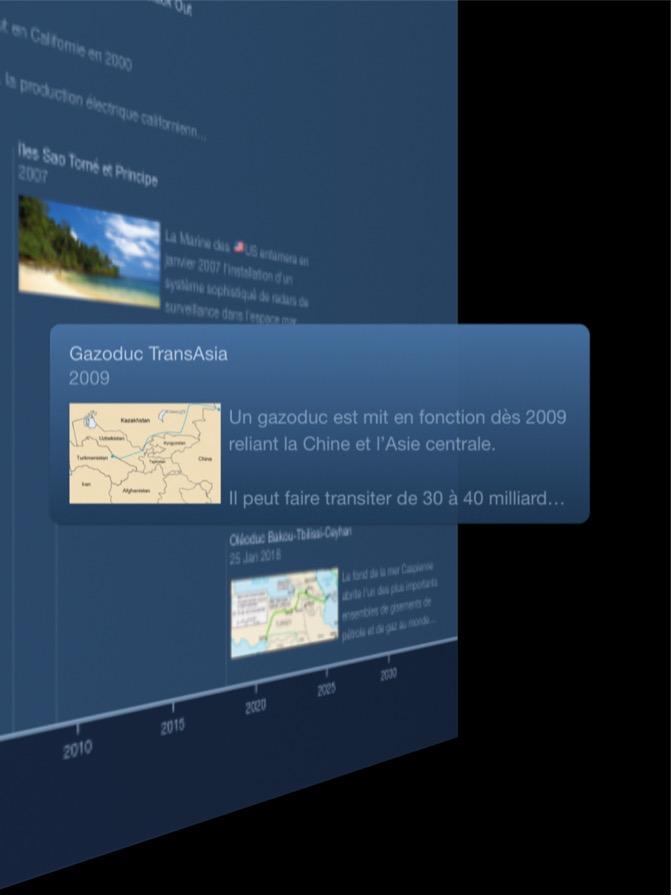 Out
en Californie en 2000
la production électrique californienn...
Îles Sao Tomé et Principe
2007
La Marine des 🇺🇸US entamera en
janvier 2007 l'installation d'un
système sophistiqué de radars de
surveillance dans l'espace mar
Gazoduc TransAsia
2009
Kazakhstan
Uzbekistan
Kyrgyzstan
Turkmenistan
China
Iran
Afghanistan
Un gazoduc est mit en fonction dès 2009
reliant la Chine et l'Asie centrale.
Il peut faire transiter de 30 à 40 milliard...
Oléoduc Bakou-Tbilissi-Ceyhan
25 Jan 2018
Le fond de la mer Caspienne
abrite l'un des plus importants
ensembles de gisements de
pétrole et de gaz au monde...
2010
2015
2020
2025
2030